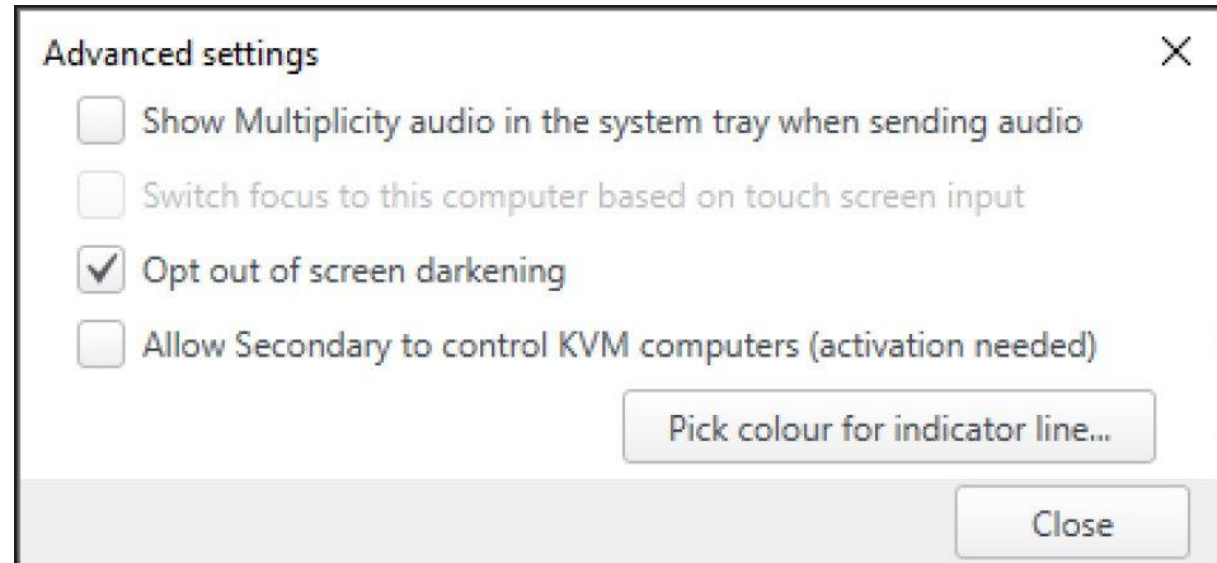 Advanced settings
Show Multiplicity audio in the system tray when sending audio
Switch focus to this computer based on touch screen input
Opt out of screen darkening
Allow Secondary to control KVM computers (activation needed)
Pick colour for indicator line...
Close